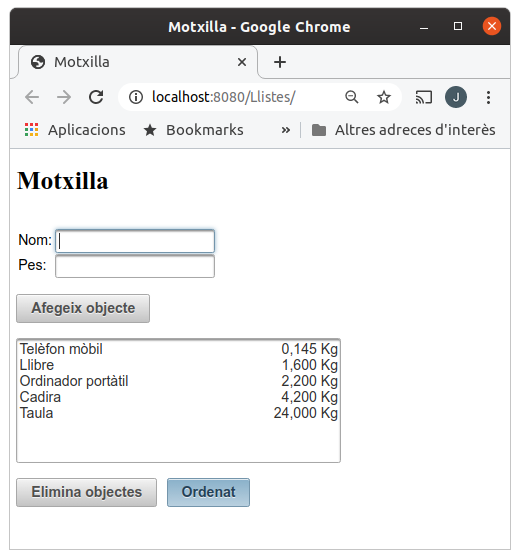 Motxilla - Google Chrome
Motxilla
localhost:8080/Llistes/
J
Aplicacions Bookmarks » Altres adreces d'interès
Motxilla
Nom:
Pes:
Afegeix objecte
Telèfon mòbil 0,145 Kg
Llibre 1,600 Kg
Ordinador portàtil 2,200 Kg
Cadira 4,200 Kg
Taula 24,000 Kg
Elimina objectes Ordenat